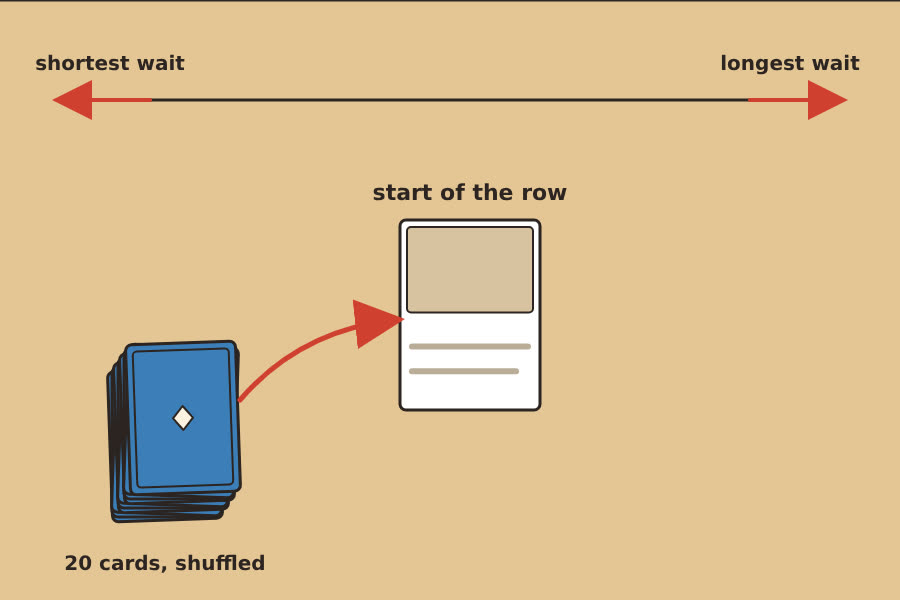 shortest wait
longest wait
start of the row
20 cards, shuffled